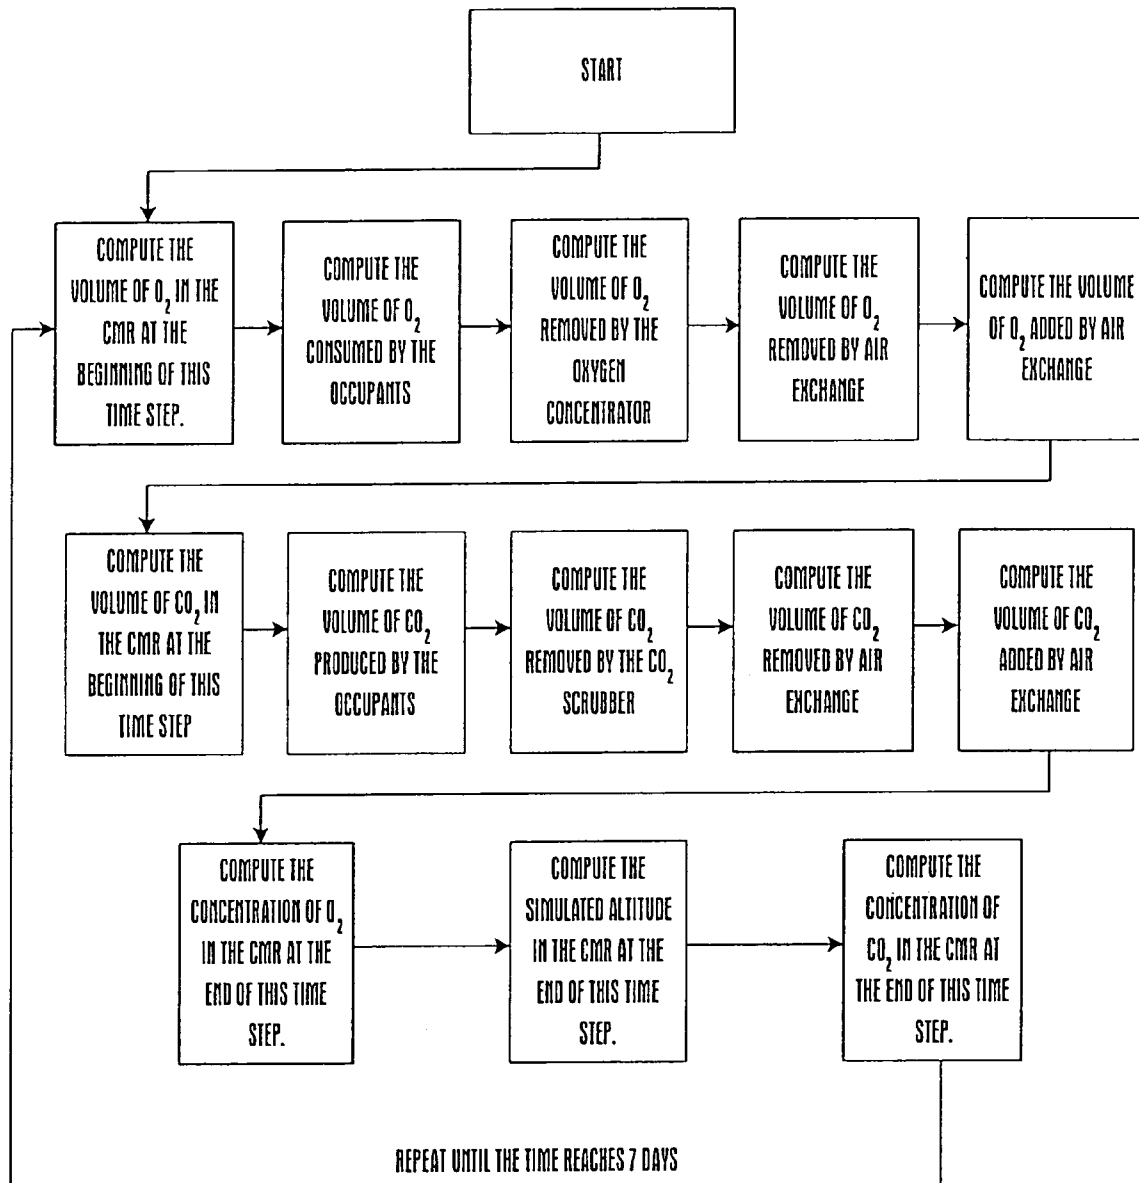 START
COMPUTE THE
VOLUME OF O₂ IN THE
CMR AT THE
BEGINNING OF THIS
TIME STEP.
COMPUTE THE
VOLUME OF O₂
CONSUMED BY THE
OCCUPANTS
COMPUTE THE
VOLUME OF O₂
REMOVED BY THE
OXYGEN
CONCENTRATOR
COMPUTE THE
VOLUME OF O₂
REMOVED BY AIR
EXCHANGE
COMPUTE THE VOLUME
OF O₂ ADDED BY AIR
EXCHANGE
COMPUTE THE
VOLUME OF CO₂ IN
THE CMR AT THE
BEGINNING OF THIS
TIME STEP
COMPUTE THE
VOLUME OF CO₂
PRODUCED BY THE
OCCUPANTS
COMPUTE THE
VOLUME OF CO₂
REMOVED BY THE CO₂
SCRUBBER
COMPUTE THE
VOLUME OF CO₂
REMOVED BY AIR
EXCHANGE
COMPUTE THE
VOLUME OF CO₂
ADDED BY AIR
EXCHANGE
COMPUTE THE
CONCENTRATION OF O₂
IN THE CMR AT THE
END OF THIS TIME
STEP.
COMPUTE THE
SIMULATED ALTITUDE
IN THE CMR AT THE
END OF THIS TIME
STEP.
COMPUTE THE
CONCENTRATION OF
CO₂ IN THE CMR AT
THE END OF THIS TIME
STEP.
REPEAT UNTIL THE TIME REACHES 7 DAYS